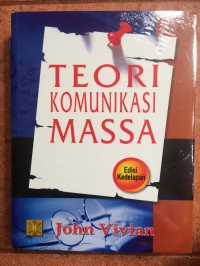 TEORI
KOMUNIKASI
MASSA
Edisi
Kedelapan
John Vivian